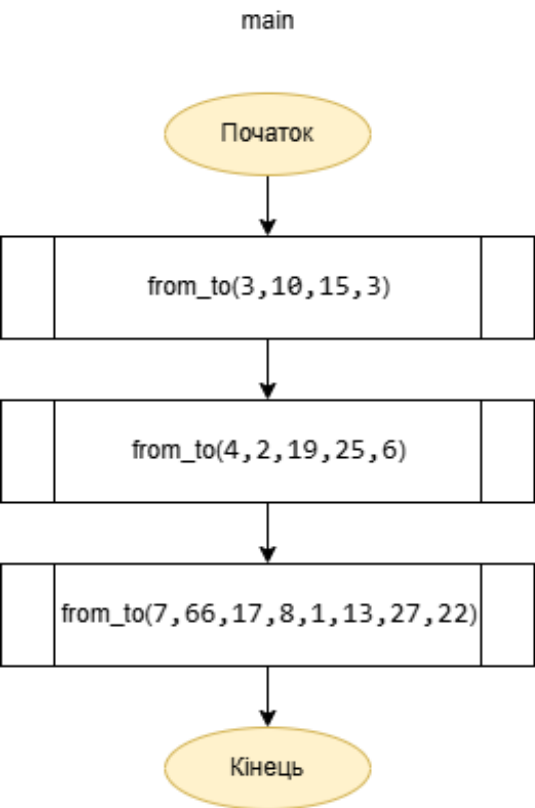 main
Початок
from_to(3,10,15,3)
from_to(4,2,19,25,6)
from_to(7,66,17,8,1,13,27,22)
Кінець